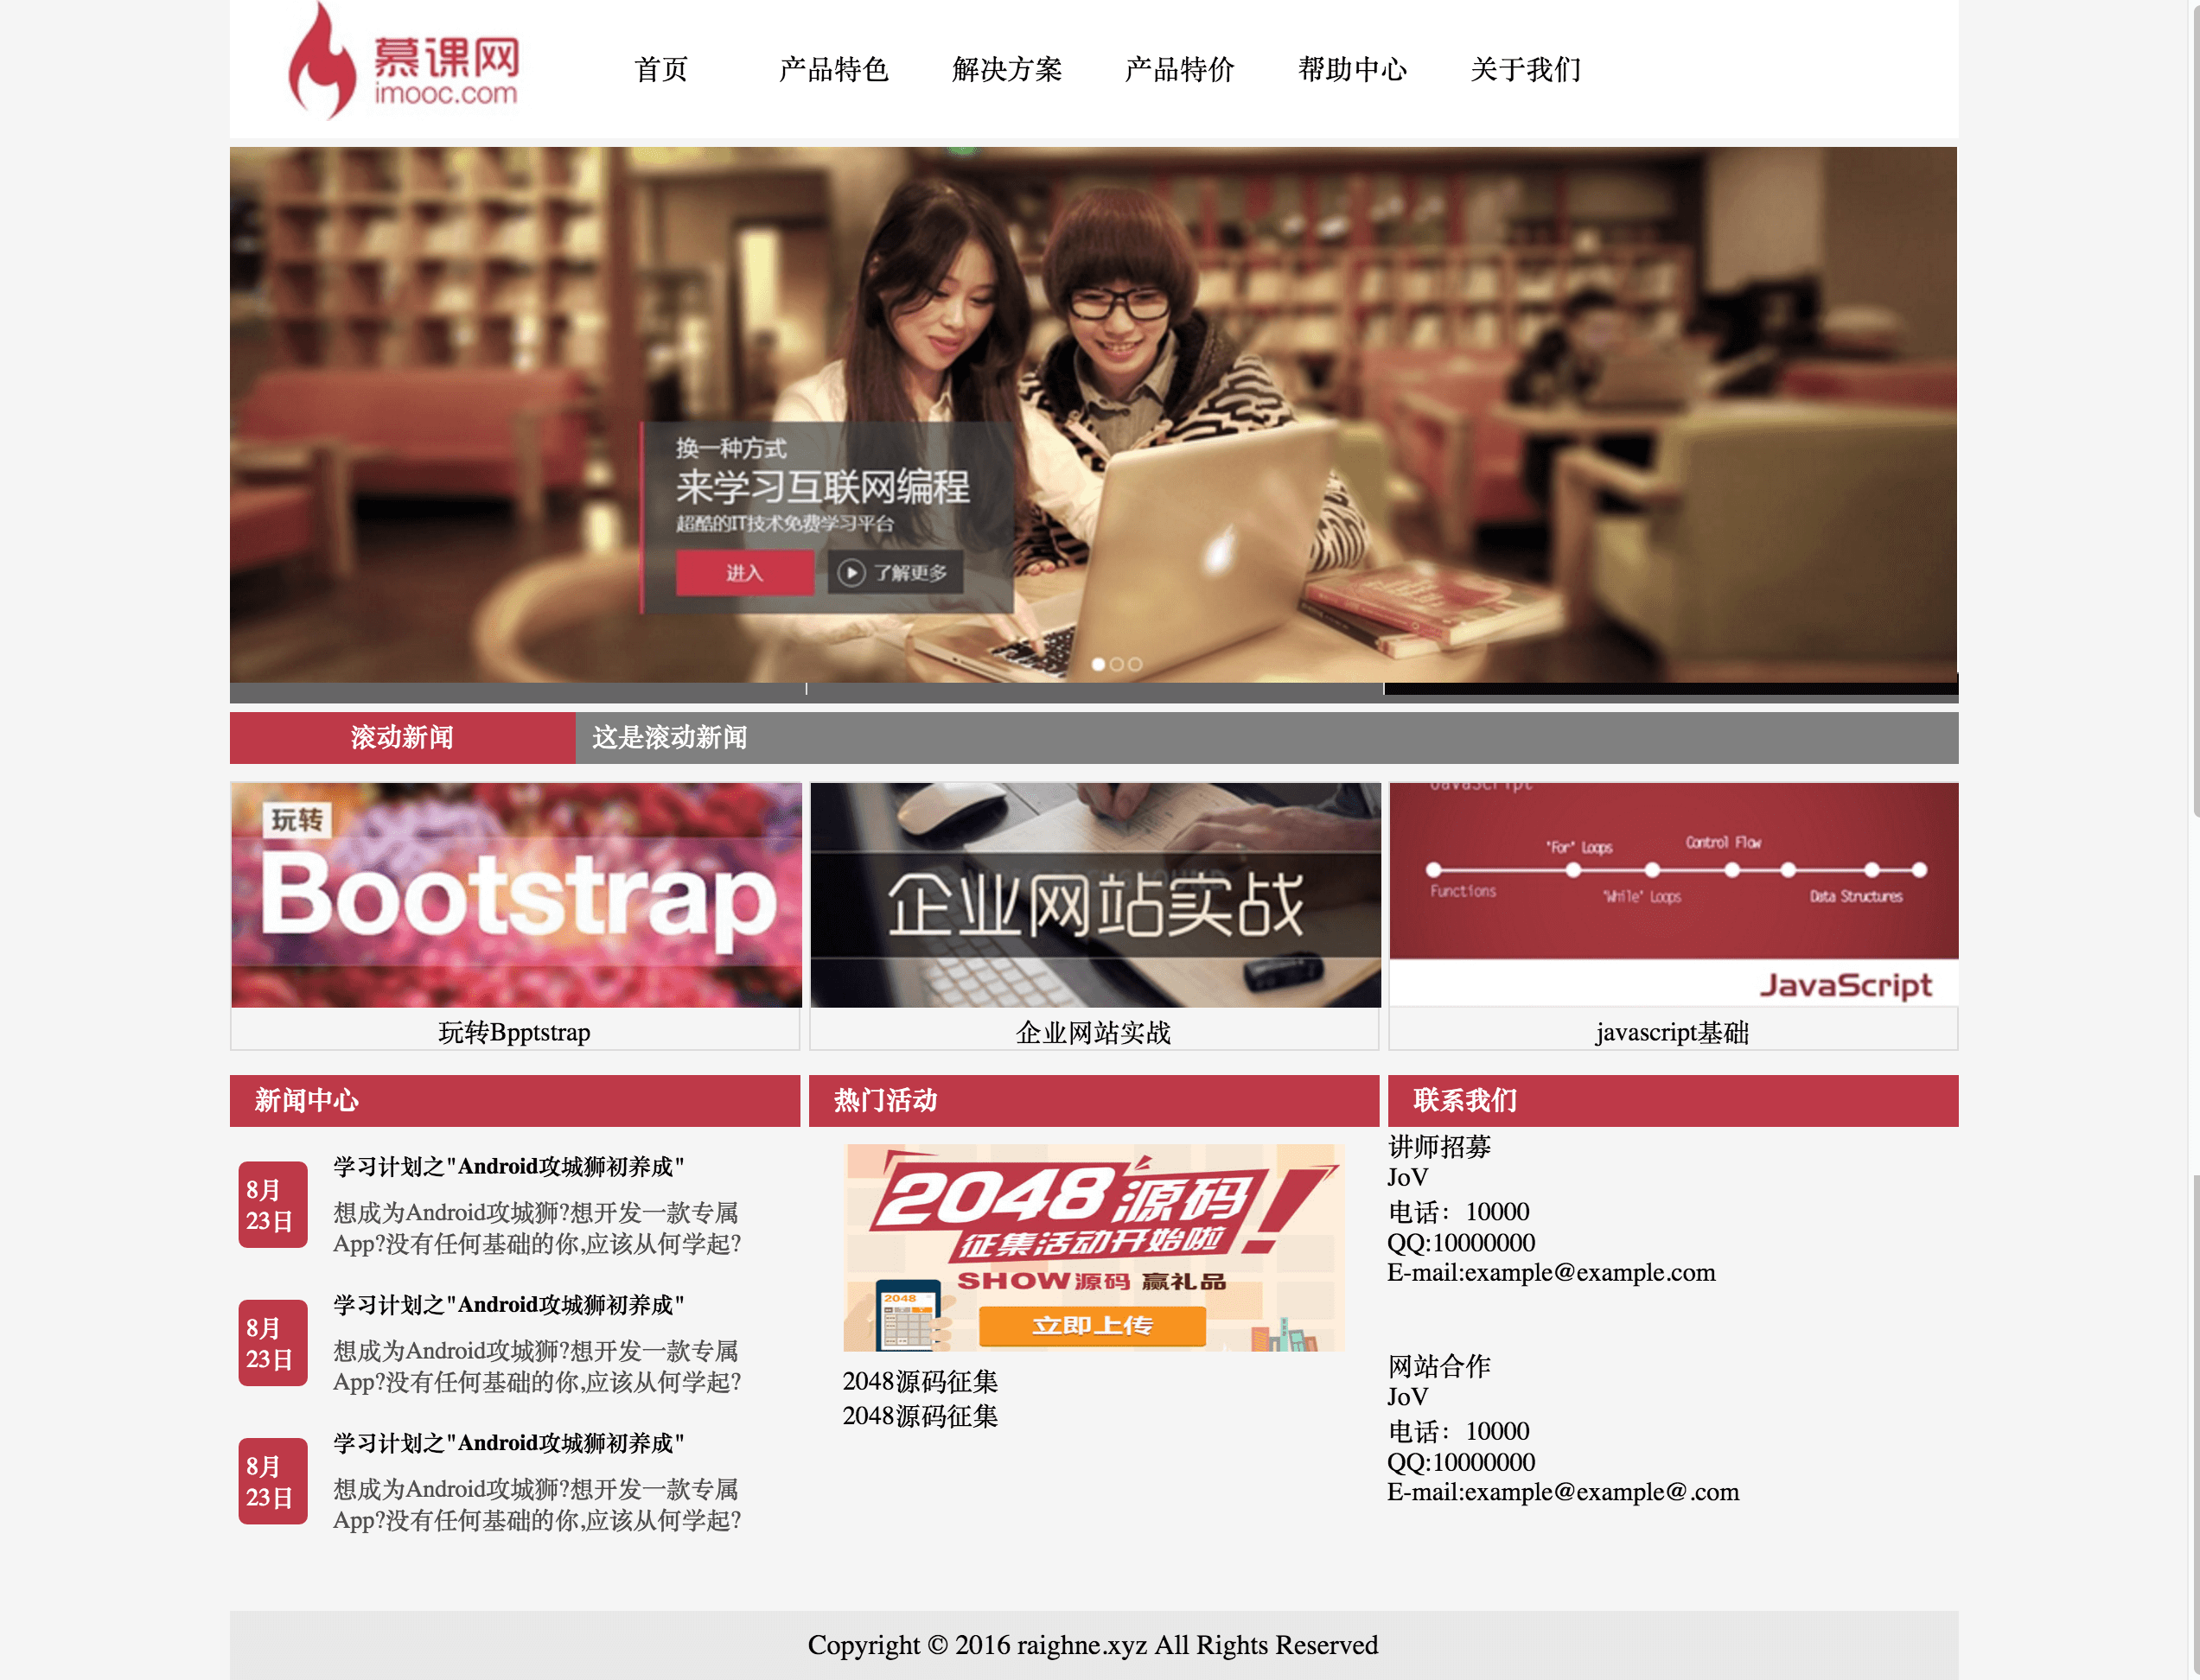 慕课网
imooc.com
首页
产品特色
解决方案
产品特价
帮助中心
关于我们
换一种方式
来学习互联网编程
超酷的IT技术免费学习平台
进入
了解更多
滚动新闻
这是滚动新闻
玩转
Bootstrap
玩转Bpptstrap
企业网站实战
企业网站实战
JavaScript
"For" Loops
Control Flow
Functions
"While" Loops
Data Structures
JavaScript
javascript基础
新闻中心
8月
23日
学习计划之"Android攻城狮初养成"
想成为Android攻城狮?想开发一款专属
App?没有任何基础的你,应该从何学起?
8月
23日
学习计划之"Android攻城狮初养成"
想成为Android攻城狮?想开发一款专属
App?没有任何基础的你,应该从何学起?
8月
23日
学习计划之"Android攻城狮初养成"
想成为Android攻城狮?想开发一款专属
App?没有任何基础的你,应该从何学起?
热门活动
2048源码!
征集活动开始啦
SHOW源码 赢礼品
2048
立即上传
2048源码征集
2048源码征集
联系我们
讲师招募
JoV
电话：10000
QQ:10000000
E-mail:example@example.com
网站合作
JoV
电话：10000
QQ:10000000
E-mail:example@example@.com
Copyright © 2016 raighne.xyz All Rights Reserved